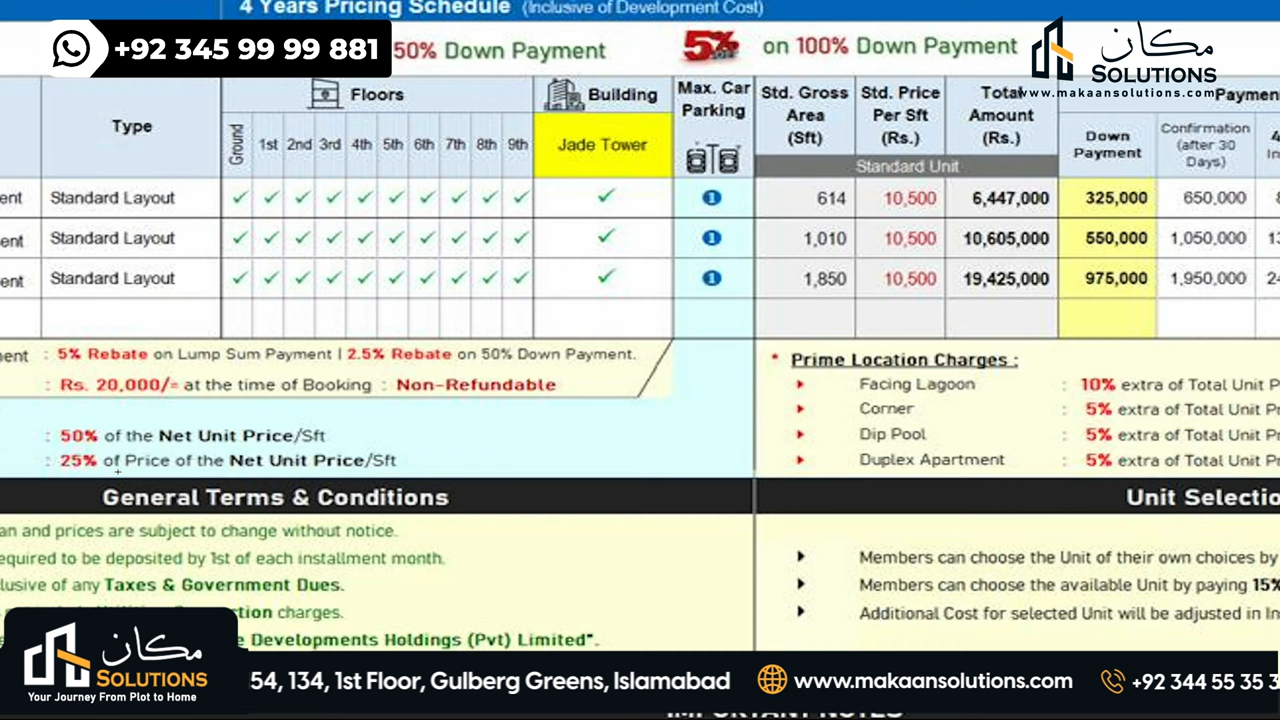 4 Years Pricing Schedule (Inclusive of Development Cost)
+92 345 99 99 881
50% Down Payment
5% on 100% Down Payment
مکان
SOLUTIONS
www.makaansolutions.com
Type
Floors
Building
Max. Car Parking
Std. Gross Area (Sft)
Std. Price Per Sft (Rs.)
Total Amount (Rs.)
Ground 1st 2nd 3rd 4th 5th 6th 7th 8th 9th
Jade Tower
Standard Unit
Down Payment
Confirmation (after 30 Days)
Standard Layout ✓ ✓ ✓ ✓ ✓ ✓ ✓ ✓ ✓ ✓ ✓ 1 614 10,500 6,447,000 325,000 650,000
Standard Layout ✓ ✓ ✓ ✓ ✓ ✓ ✓ ✓ ✓ ✓ ✓ 1 1,010 10,500 10,605,000 550,000 1,050,000
Standard Layout ✓ ✓ ✓ ✓ ✓ ✓ ✓ ✓ ✓ ✓ ✓ 1 1,850 10,500 19,425,000 975,000 1,950,000
: 5% Rebate on Lump Sum Payment | 2.5% Rebate on 50% Down Payment.
: Rs. 20,000/= at the time of Booking : Non-Refundable
: 50% of the Net Unit Price/Sft
: 25% of Price of the Net Unit Price/Sft
* Prime Location Charges :
Facing Lagoon : 10% extra of Total Unit
Corner : 5% extra of Total Unit
Dip Pool : 5% extra of Total Unit
Duplex Apartment : 5% extra of Total Unit
General Terms & Conditions
Unit
an and prices are subject to change without notice.
equired to be deposited by 1st of each installment month.
lusive of any Taxes & Government Dues.
charges.
Developments Holdings (Pvt) Limited".
Members can choose the Unit of their own choices by
Members can choose the available Unit by paying 15%
Additional Cost for selected Unit will be adjusted in
مکان
SOLUTIONS
Your Journey From Plot to Home
54, 134, 1st Floor, Gulberg Greens, Islamabad
www.makaansolutions.com
+92 344 55 35 3